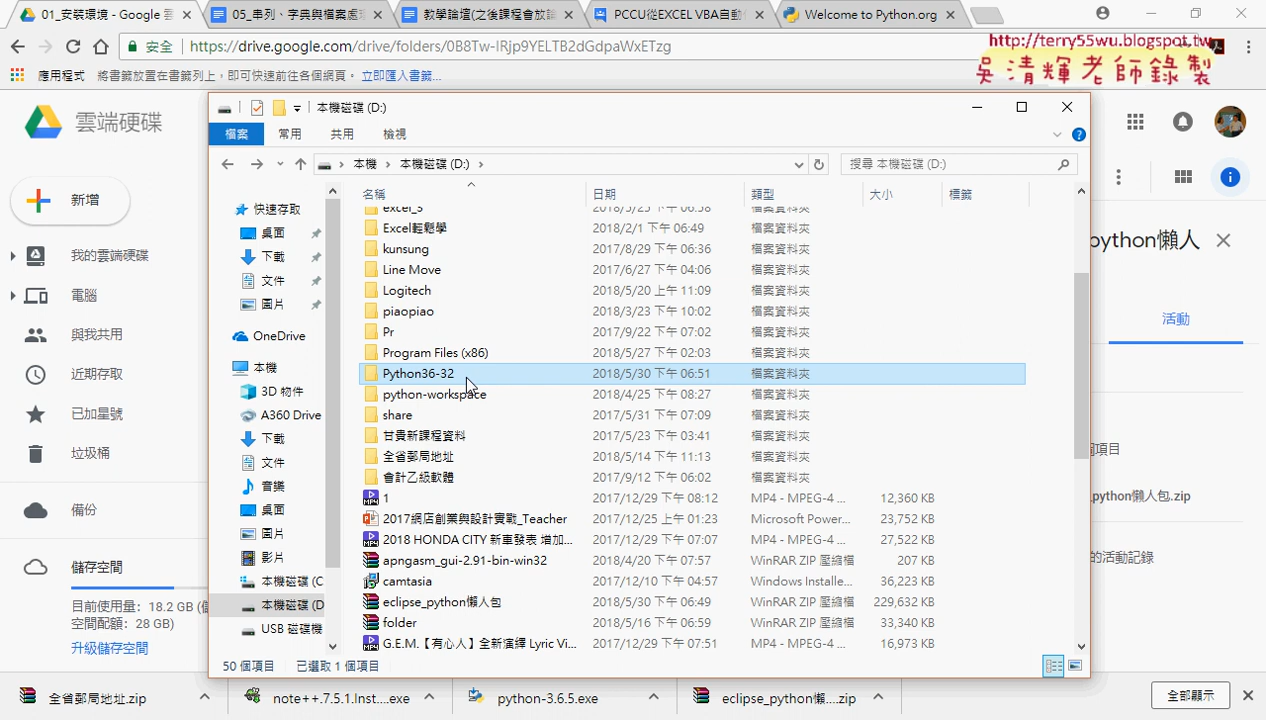 01_安裝環境 - Google 雲
05_串列、字典與檔案處理
教學論壇(之後課程會放論
PCCU從EXCEL VBA自動化
Welcome to Python.org
安全
https://drive.google.com/drive/folders/0B8Tw-IRjp9YELTB2dGdpaWxETzg
http://terry55wu.blogspot.tw
吳清輝老師錄製
應用程式
將書籤放置在書籤列上，即可快速前往各個網頁。
立即匯入書籤...
雲端硬碟
新增
我的雲端硬碟
電腦
與我共用
近期存取
已加星號
垃圾桶
備份
儲存空間
目前使用量：18.2 GB (
空間配額：28 GB)
升級儲存空間
本機磁碟 (D:)
檔案
常用
共用
檢視
本機
本機磁碟 (D:)
搜尋 本機磁碟 (D:)
快速存取
桌面
下載
文件
圖片
OneDrive
本機
3D 物件
A360 Drive
下載
文件
音樂
桌面
圖片
影片
本機磁碟 (C
本機磁碟 (D
USB 磁碟機
名稱 日期 類型 大小 標籤
excel_3 2018/5/25 下午 06:58 檔案資料夾
Excel輕鬆學 2018/2/1 下午 06:49 檔案資料夾
kunsung 2017/8/29 下午 06:36 檔案資料夾
Line Move 2017/6/27 下午 04:06 檔案資料夾
Logitech 2018/5/20 上午 11:09 檔案資料夾
piaopiao 2018/3/23 下午 10:02 檔案資料夾
Pr 2017/9/22 下午 07:02 檔案資料夾
Program Files (x86) 2018/5/27 下午 02:03 檔案資料夾
Python36-32 2018/5/30 下午 06:51 檔案資料夾
python-workspace 2018/4/25 下午 08:27 檔案資料夾
share 2017/5/31 下午 07:09 檔案資料夾
甘貴新課程資料 2017/5/23 下午 03:41 檔案資料夾
全省郵局地址 2018/5/14 下午 11:13 檔案資料夾
會計乙級軟體 2017/9/12 下午 06:02 檔案資料夾
1 2017/12/29 下午 08:12 MP4 - MPEG-4 ... 12,360 KB
2017網店創業與設計實戰_Teacher 2017/12/25 上午 01:23 Microsoft Power... 23,752 KB
2018 HONDA CITY 新車發表 增加... 2017/12/29 下午 07:07 MP4 - MPEG-4 ... 27,522 KB
apngasm_gui-2.91-bin-win32 2018/4/20 下午 07:57 WinRAR ZIP 壓縮檔 207 KB
camtasia 2017/12/10 下午 04:57 Windows Installe... 36,223 KB
eclipse_python懶人包 2018/5/30 下午 06:49 WinRAR ZIP 壓縮檔 229,632 KB
folder 2018/5/16 下午 06:59 WinRAR ZIP 壓縮檔 33,340 KB
G.E.M.【有心人】全新演繹 Lyric Vi... 2017/12/29 下午 07:51 MP4 - MPEG-4 ... 16,973 KB
50 個項目
已選取 1 個項目
python懶人
活動
項目
python懶人包.zip
的活動記錄
全省郵局地址.zip
note++.7.5.1.Inst....exe
python-3.6.5.exe
eclipse_python懶....zip
全部顯示